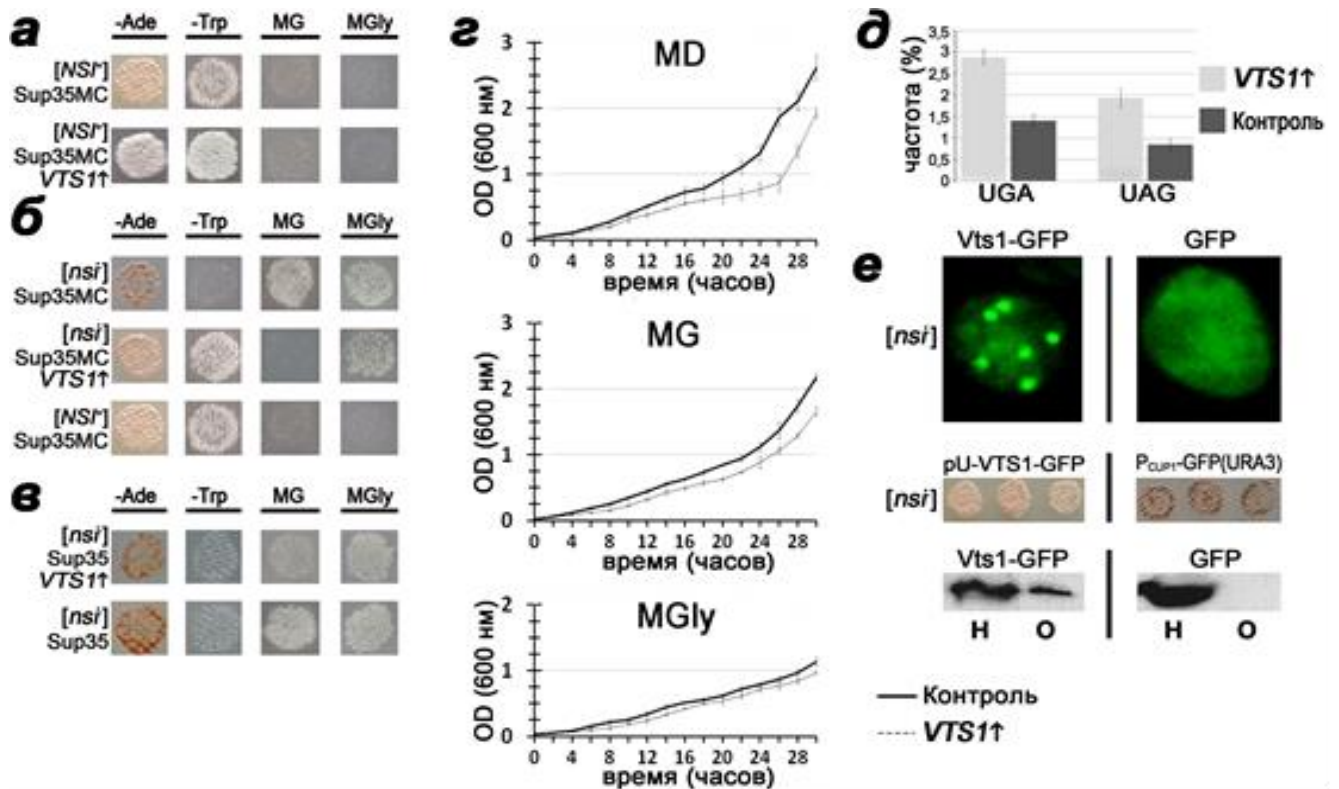 а
-Ade -Trp MG MGly
[NSI⁺]
Sup35MC
[NSI⁺]
Sup35MC
VTS1↑
б
-Ade -Trp MG MGly
[nsi⁻]
Sup35MC
[nsi⁻]
Sup35MC
VTS1↑
[NSI⁺]
Sup35MC
в
-Ade -Trp MG MGly
[nsi⁻]
Sup35
VTS1↑
[nsi⁻]
Sup35
г
MD
OD (600 нм)
3
2
1
0
0 4 8 12 16 20 24 28
время (часов)
MG
OD (600 нм)
3
2
1
0
0 4 8 12 16 20 24 28
время (часов)
MGly
OD (600 нм)
2
1
0
0 4 8 12 16 20 24 28
время (часов)
д
частота (%)
3,5
3
2,5
2
1,5
1
0,5
0
UGA UAG
VTS1↑
Контроль
е
Vts1-GFP GFP
[nsi⁻]
pU-VTS1-GFP P_CUP1-GFP(URA3)
[nsi⁻]
Vts1-GFP GFP
Н О Н О
Контроль
VTS1↑